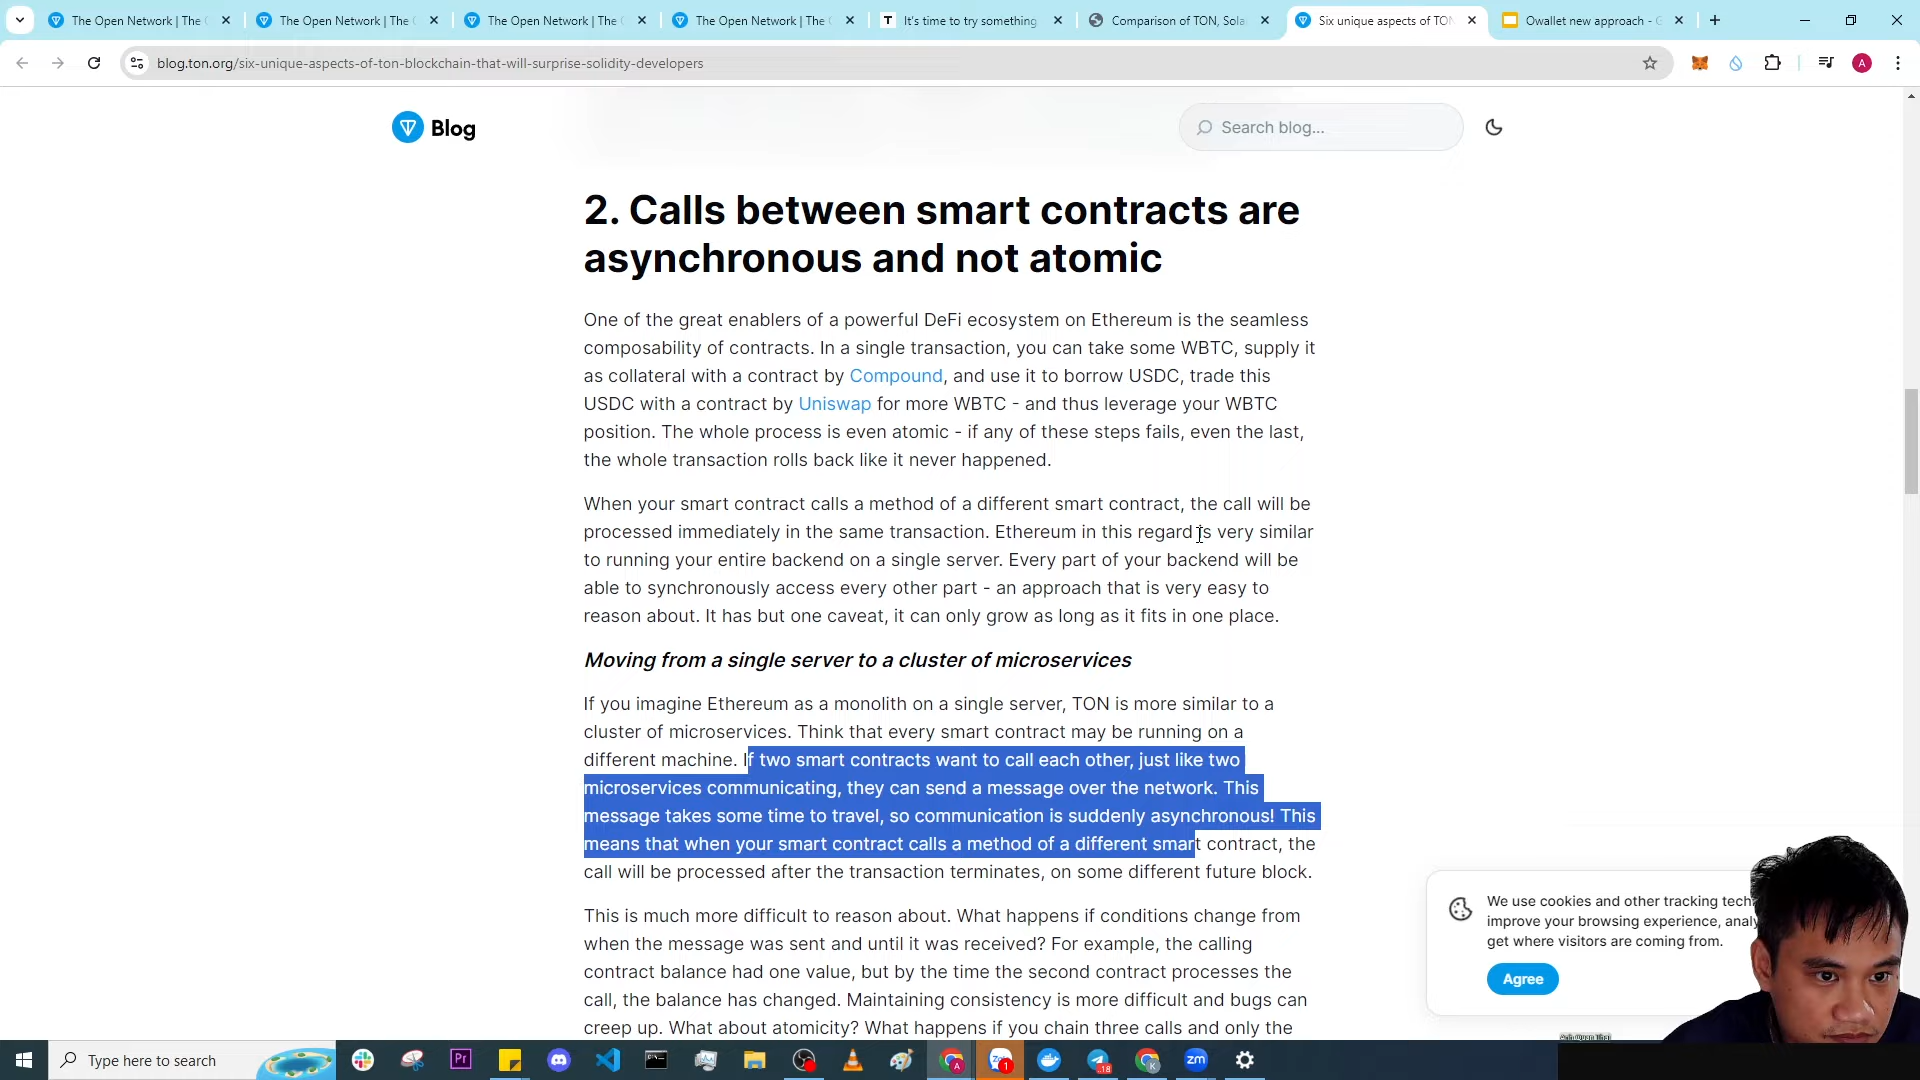 The Open Network | The
The Open Network | The
The Open Network | The
The Open Network | The
It's time to try something
Comparison of TON, Sola
Six unique aspects of TON
Owallet new approach - G
blog.ton.org/six-unique-aspects-of-ton-blockchain-that-will-surprise-solidity-developers
A
Blog
Search blog...
2. Calls between smart contracts are
asynchronous and not atomic
One of the great enablers of a powerful DeFi ecosystem on Ethereum is the seamless
composability of contracts. In a single transaction, you can take some WBTC, supply it
as collateral with a contract by Compound, and use it to borrow USDC, trade this
USDC with a contract by Uniswap for more WBTC - and thus leverage your WBTC
position. The whole process is even atomic - if any of these steps fails, even the last,
the whole transaction rolls back like it never happened.
When your smart contract calls a method of a different smart contract, the call will be
processed immediately in the same transaction. Ethereum in this regard is very similar
to running your entire backend on a single server. Every part of your backend will be
able to synchronously access every other part - an approach that is very easy to
reason about. It has but one caveat, it can only grow as long as it fits in one place.
Moving from a single server to a cluster of microservices
If you imagine Ethereum as a monolith on a single server, TON is more similar to a
cluster of microservices. Think that every smart contract may be running on a
different machine. If two smart contracts want to call each other, just like two
microservices communicating, they can send a message over the network. This
message takes some time to travel, so communication is suddenly asynchronous! This
means that when your smart contract calls a method of a different smart contract, the
call will be processed after the transaction terminates, on some different future block.
This is much more difficult to reason about. What happens if conditions change from
when the message was sent and until it was received? For example, the calling
contract balance had one value, but by the time the second contract processes the
call, the balance has changed. Maintaining consistency is more difficult and bugs can
creep up. What about atomicity? What happens if you chain three calls and only the
We use cookies and other tracking tech
improve your browsing experience, analy
get where visitors are coming from.
Agree
Type here to search
Pr
zm